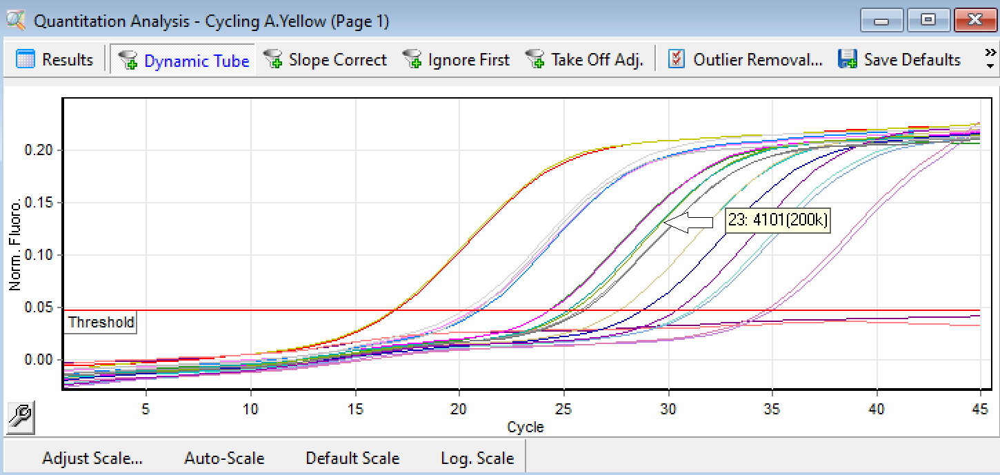 Quantitation Analysis - Cycling A.Yellow (Page 1)
Results Dynamic Tube Slope Correct Ignore First Take Off Adj. Outlier Removal... Save Defaults
Norm. Fluoro.
0.20
0.15
0.10
0.05
0.00
23: 4101(200k)
Threshold
5 10 15 20 25 30 35 40 45
Cycle
Adjust Scale... Auto-Scale Default Scale Log. Scale